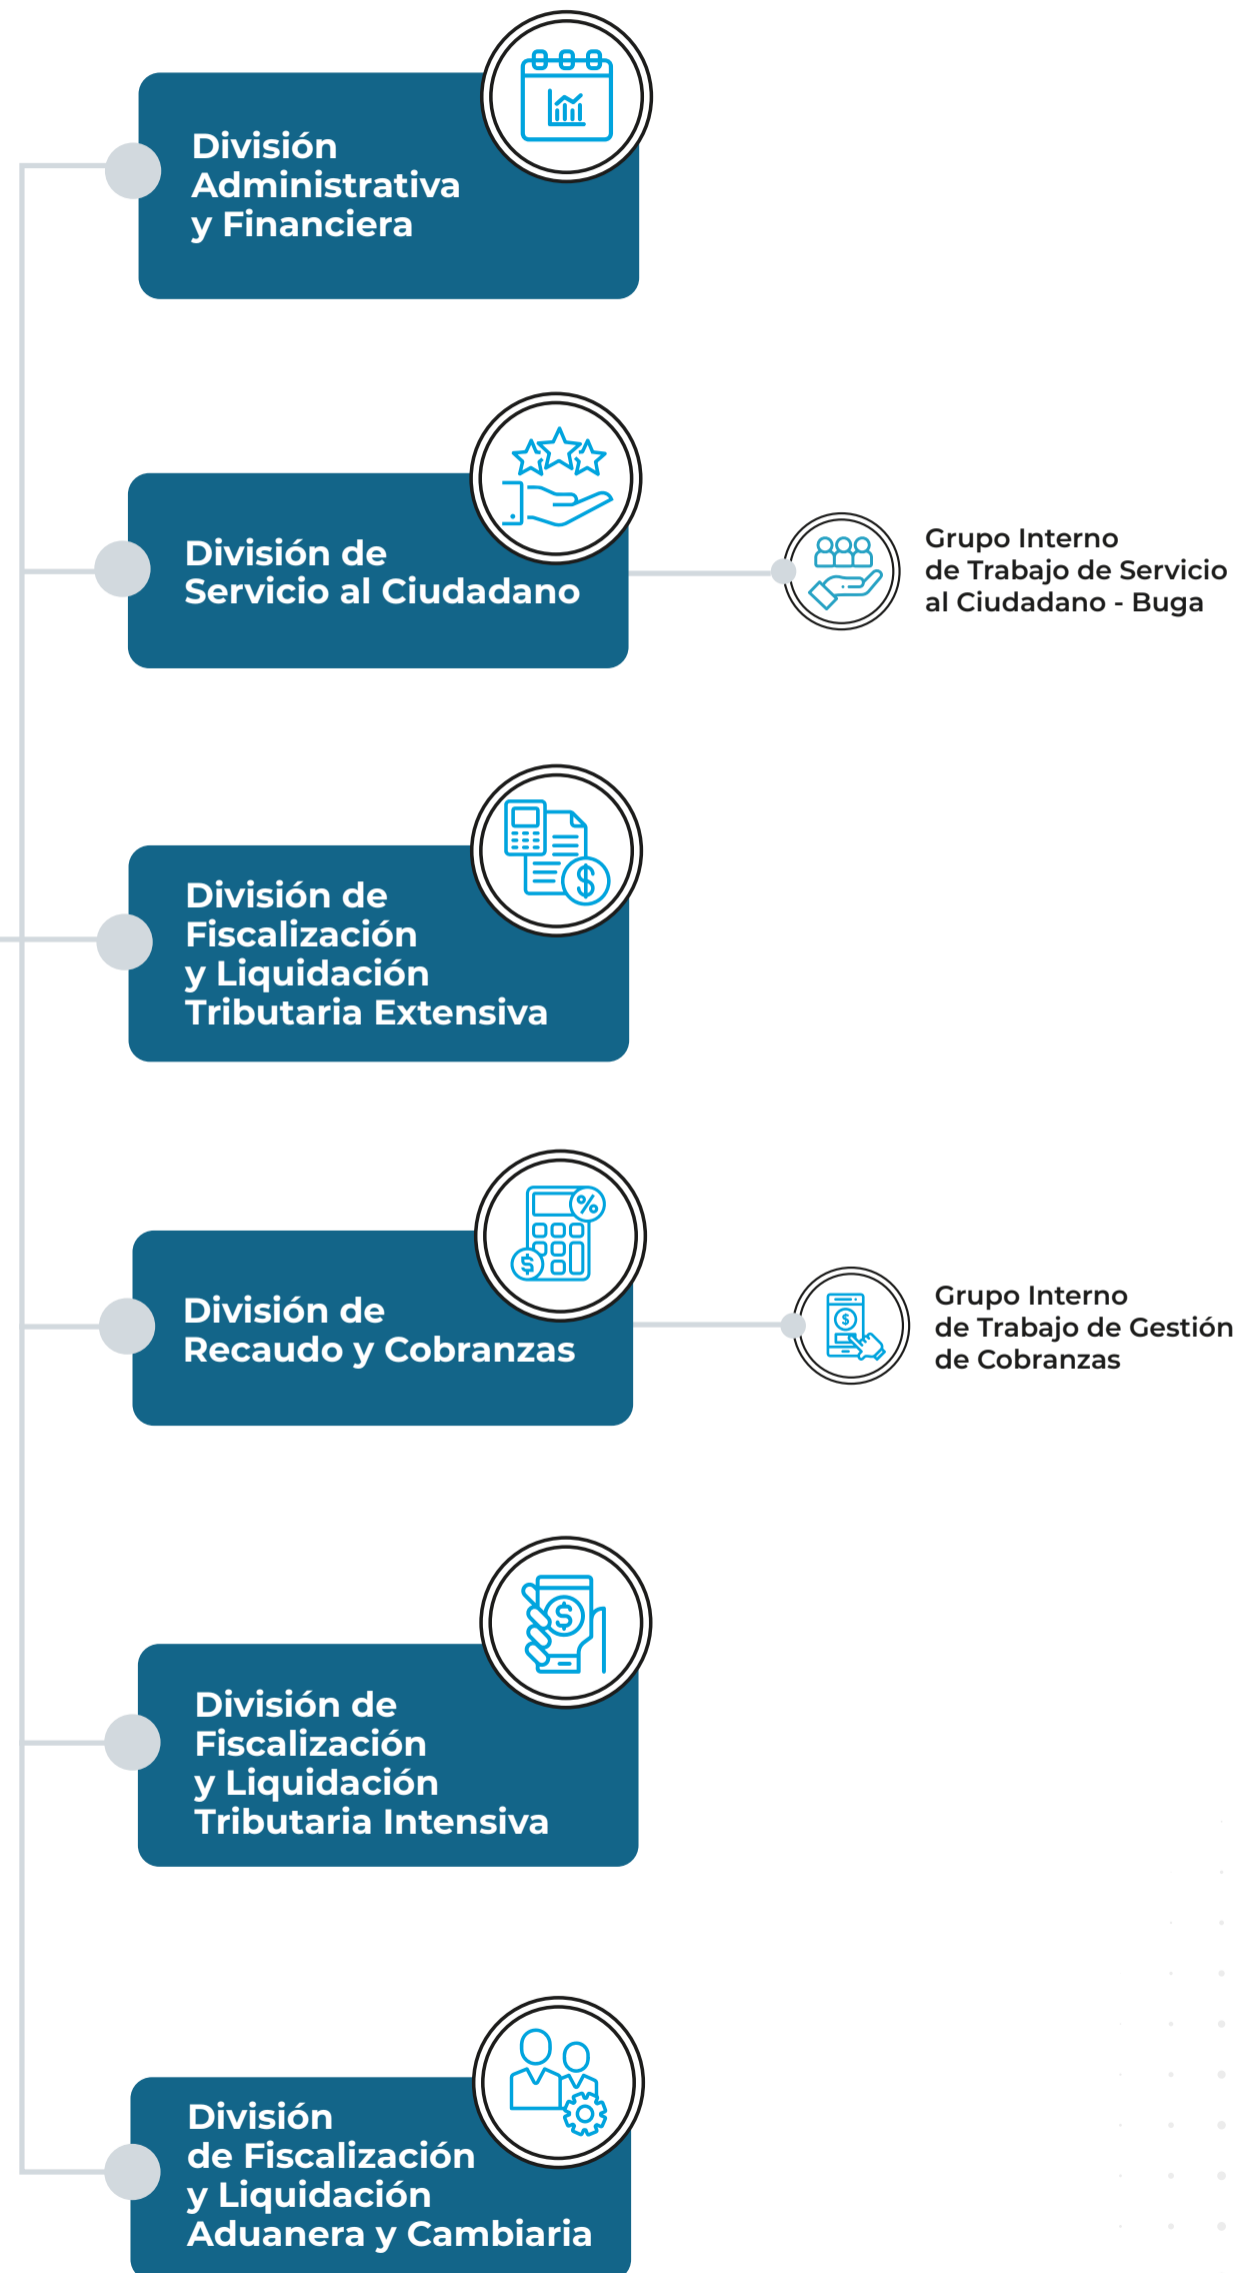 División
Administrativa
y Financiera
División de
Servicio al Ciudadano
Grupo Interno
de Trabajo de Servicio
al Ciudadano - Buga
División de
Fiscalización
y Liquidación
Tributaria Extensiva
División de
Recaudo y Cobranzas
Grupo Interno
de Trabajo de Gestión
de Cobranzas
División de
Fiscalización
y Liquidación
Tributaria Intensiva
División
de Fiscalización
y Liquidación
Aduanera y Cambiaria